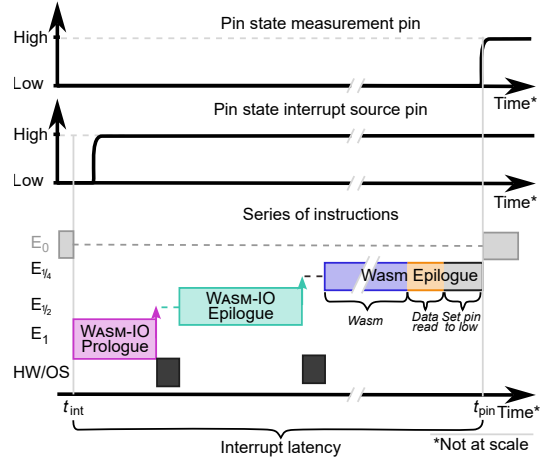 Pin state measurement pin
High
Low
Time*
Pin state interrupt source pin
High
Low
Time*
Series of instructions
E0
E1/4
Wasm Epilogue
E1/2
WASM-IO
Epilogue
Wasm
Data
read
Set pin
to low
E1
WASM-IO
Prologue
HW/OS
tint
tpin
Time*
Interrupt latency
*Not at scale